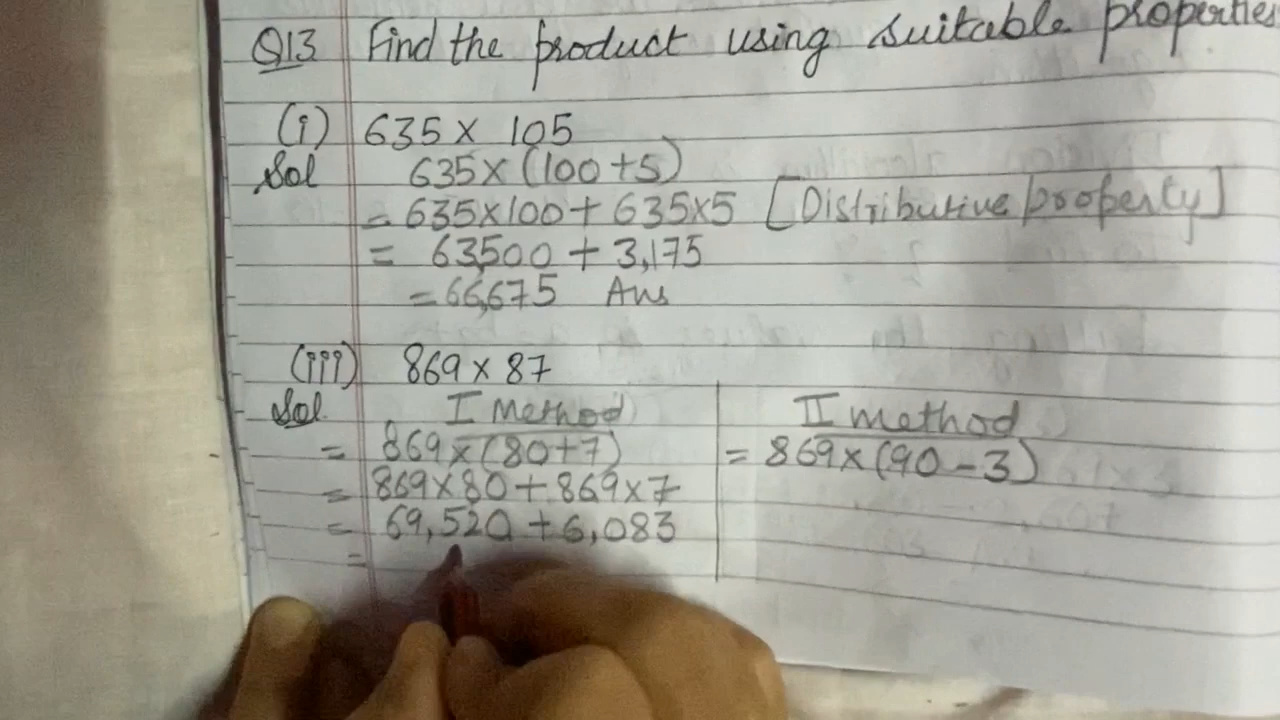 Q13 Find the product using suitable properties
(i) 635 × 105
Sol 635 × (100 + 5)
= 635 × 100 + 635 × 5 [Distributive property]
= 63,500 + 3,175
= 66,675 Ans
(iii) 869 × 87
Sol. I Method
= 869 × (80 + 7)
= 869 × 80 + 869 × 7
= 69,520 + 6,083
=
II method
= 869 × (90 - 3)